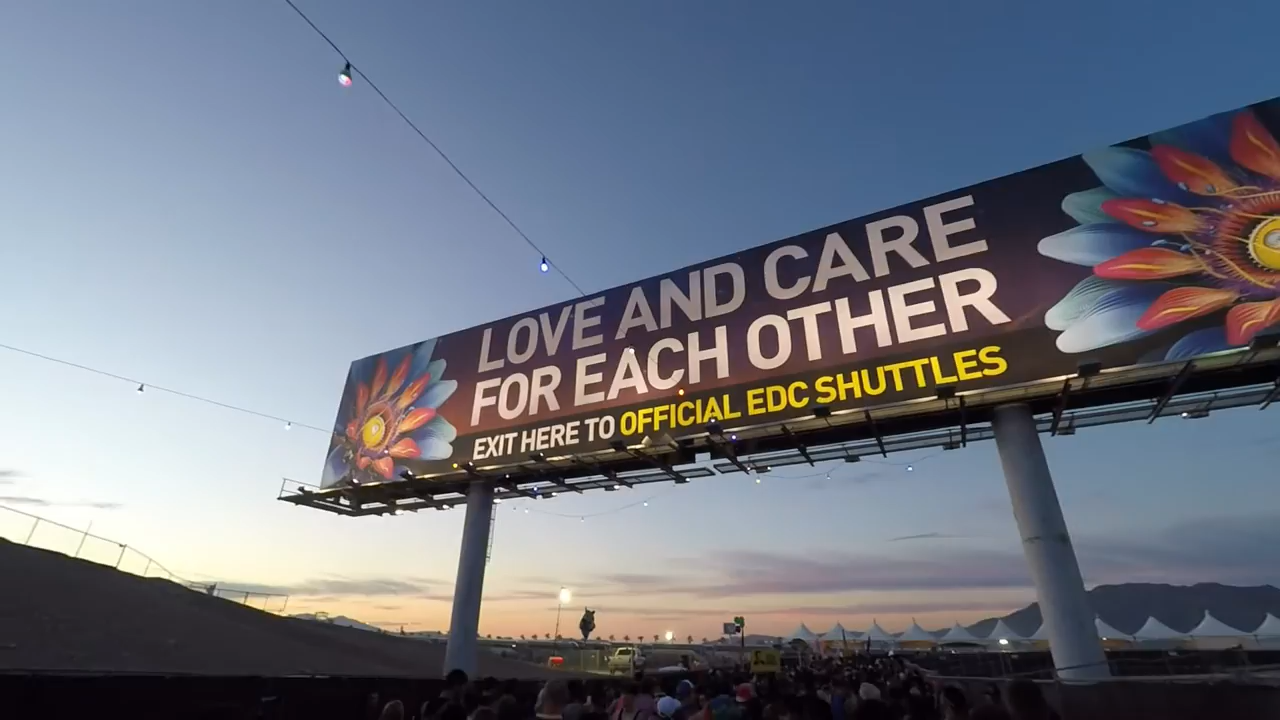 LOVE AND CARE
FOR EACH OTHER
EXIT HERE TO OFFICIAL EDC SHUTTLES